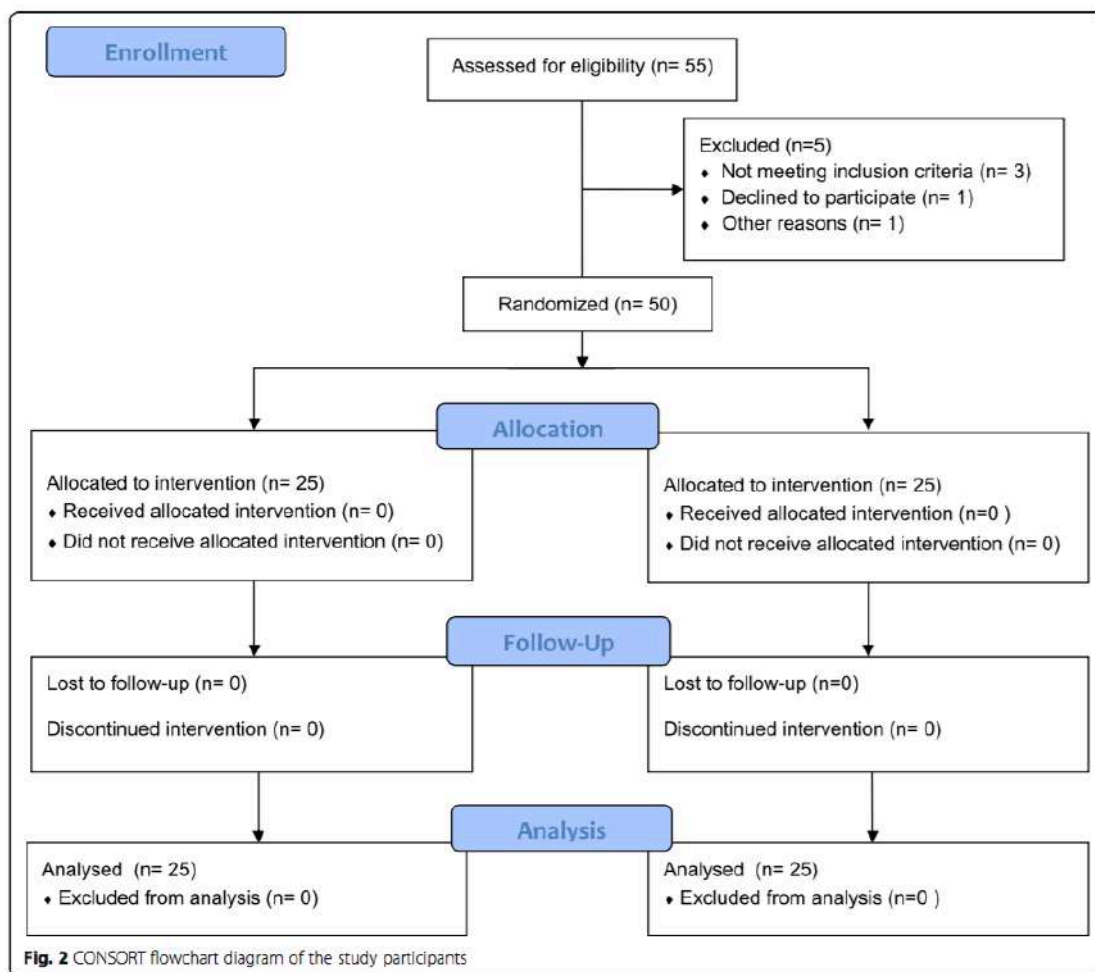 Enrollment
Assessed for eligibility (n= 55)
Excluded (n=5)
♦ Not meeting inclusion criteria (n= 3)
♦ Declined to participate (n= 1)
♦ Other reasons (n= 1)
Randomized (n= 50)
Allocation
Allocated to intervention (n= 25)
♦ Received allocated intervention (n= 0)
♦ Did not receive allocated intervention (n= 0)
Allocated to intervention (n= 25)
♦ Received allocated intervention (n=0 )
♦ Did not receive allocated intervention (n= 0)
Follow-Up
Lost to follow-up (n= 0)
Discontinued intervention (n= 0)
Lost to follow-up (n=0)
Discontinued intervention (n= 0)
Analysis
Analysed (n= 25)
♦ Excluded from analysis (n= 0)
Analysed (n= 25)
♦ Excluded from analysis (n=0 )
Fig. 2 CONSORT flowchart diagram of the study participants